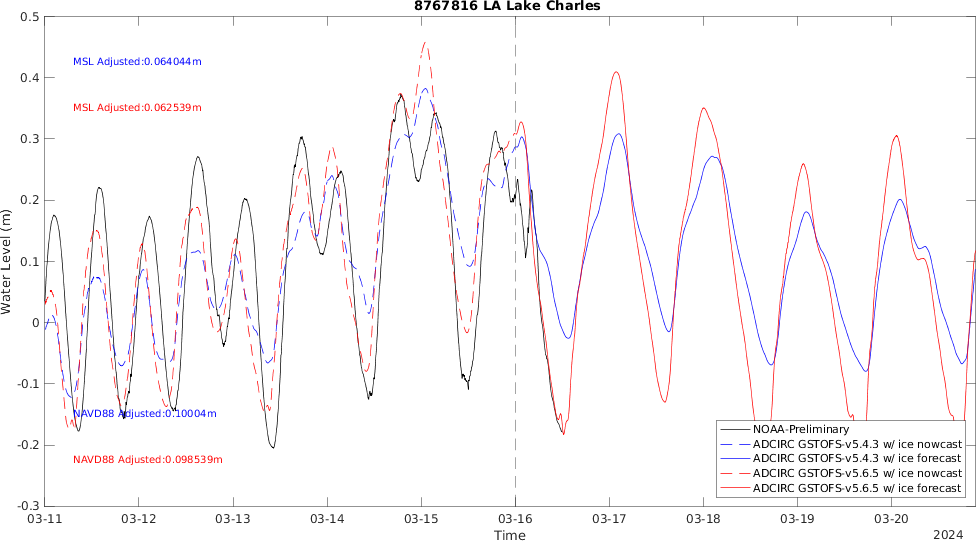 8767816 LA Lake Charles
0.5
0.4
0.3
0.2
0.1
0
-0.1
-0.2
-0.3
Water Level (m)
MSL Adjusted:0.064044m
MSL Adjusted:0.062539m
NAVD88 Adjusted:0.10004m
NAVD88 Adjusted:0.098539m
NOAA-Preliminary
ADCIRC GSTOFS-v5.4.3 w/ ice nowcast
ADCIRC GSTOFS-v5.4.3 w/ ice forecast
ADCIRC GSTOFS-v5.6.5 w/ ice nowcast
ADCIRC GSTOFS-v5.6.5 w/ ice forecast
03-11 03-12 03-13 03-14 03-15 03-16 03-17 03-18 03-19 03-20
Time
2024